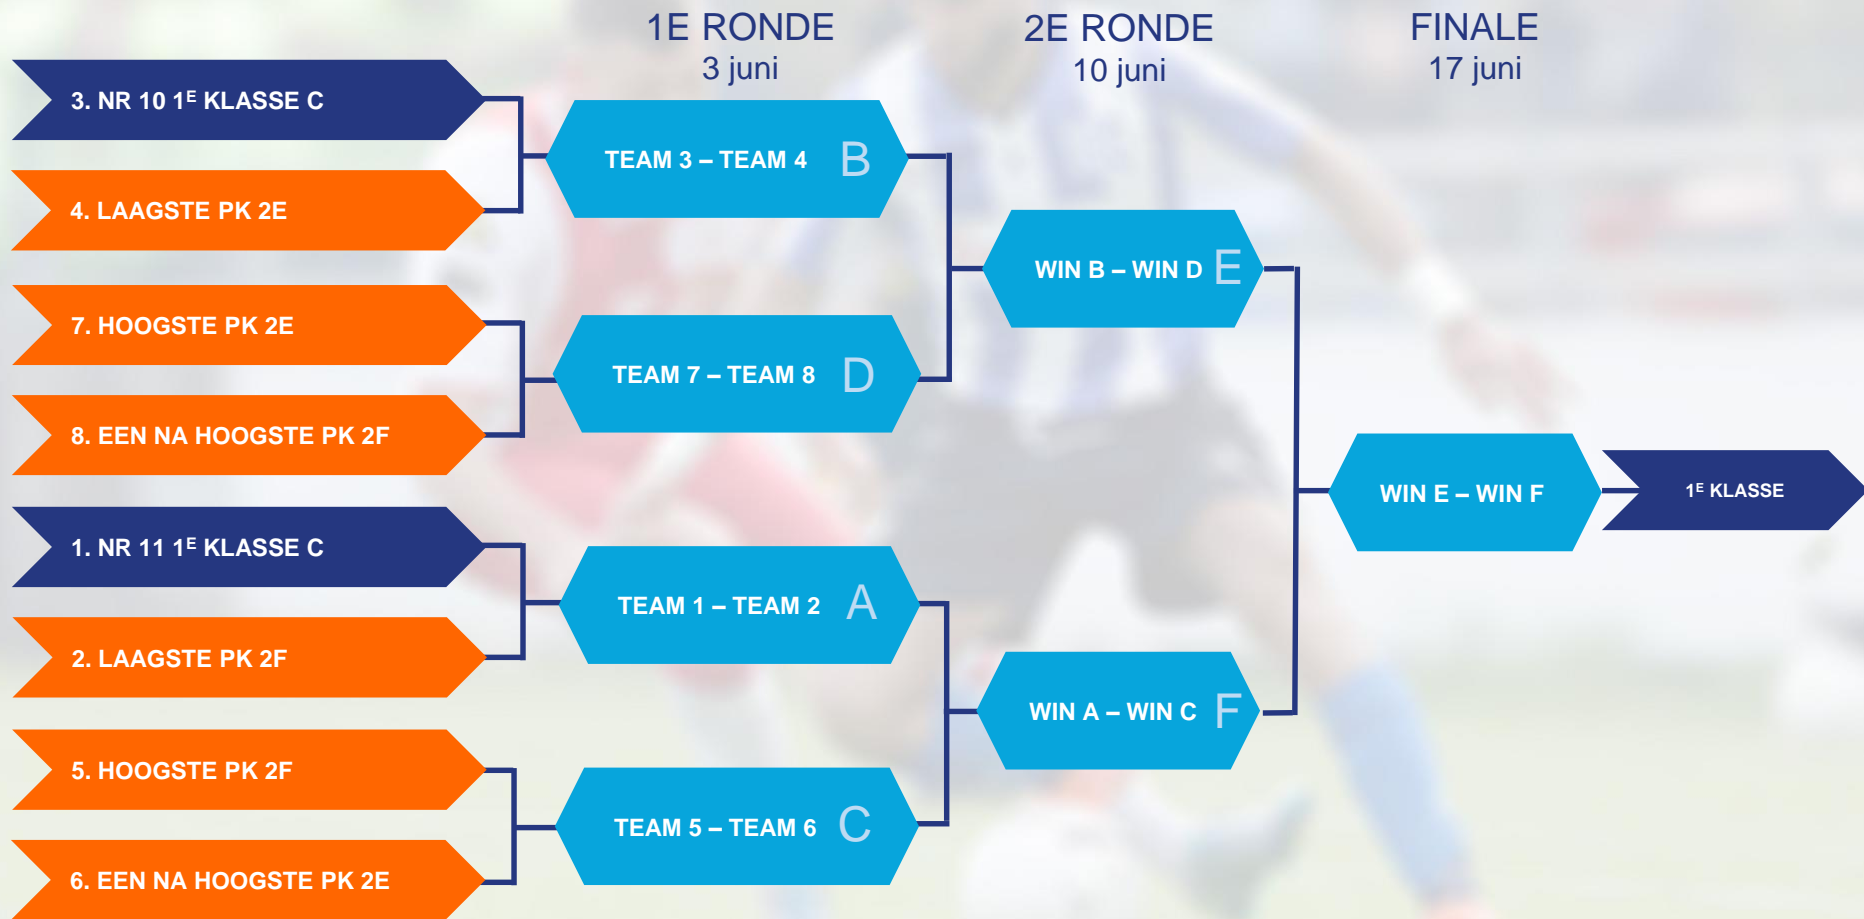 1E RONDE
3 juni
2E RONDE
10 juni
FINALE
17 juni
3. NR 10 1E KLASSE C
4. LAAGSTE PK 2E
TEAM 3 – TEAM 4 B
7. HOOGSTE PK 2E
8. EEN NA HOOGSTE PK 2F
TEAM 7 – TEAM 8 D
WIN B – WIN D E
1. NR 11 1E KLASSE C
2. LAAGSTE PK 2F
TEAM 1 – TEAM 2 A
5. HOOGSTE PK 2F
6. EEN NA HOOGSTE PK 2E
TEAM 5 – TEAM 6 C
WIN A – WIN C F
WIN E – WIN F
1E KLASSE